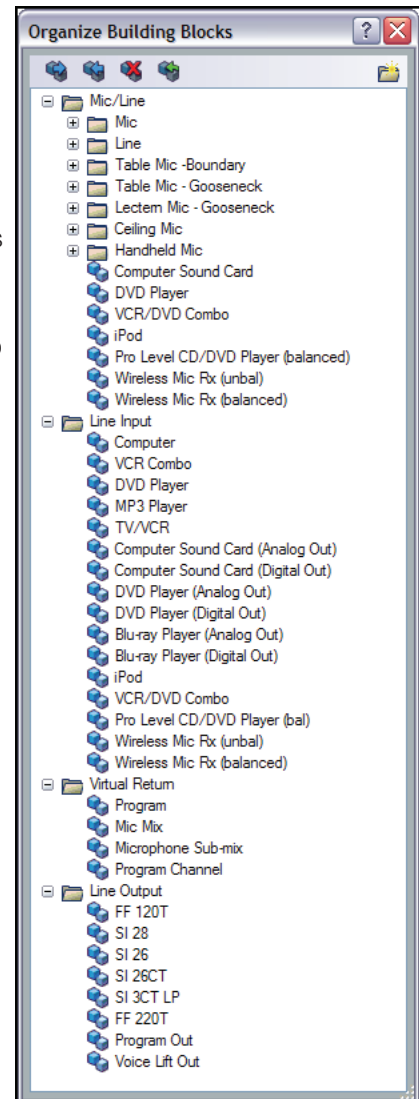 Organize Building Blocks
Mic/Line
Mic
Line
Table Mic -Boundary
Table Mic - Gooseneck
Lectern Mic - Gooseneck
Ceiling Mic
Handheld Mic
Computer Sound Card
DVD Player
VCR/DVD Combo
iPod
Pro Level CD/DVD Player (balanced)
Wireless Mic Rx (unbal)
Wireless Mic Rx (balanced)
Line Input
Computer
VCR Combo
DVD Player
MP3 Player
TV/VCR
Computer Sound Card (Analog Out)
Computer Sound Card (Digital Out)
DVD Player (Analog Out)
DVD Player (Digital Out)
Blu-ray Player (Analog Out)
Blu-ray Player (Digital Out)
iPod
VCR/DVD Combo
Pro Level CD/DVD Player (bal)
Wireless Mic Rx (unbal)
Wireless Mic Rx (balanced)
Virtual Return
Program
Mic Mix
Microphone Sub-mix
Program Channel
Line Output
FF 120T
SI 28
SI 26
SI 26CT
SI 3CT LP
FF 220T
Program Out
Voice Lift Out